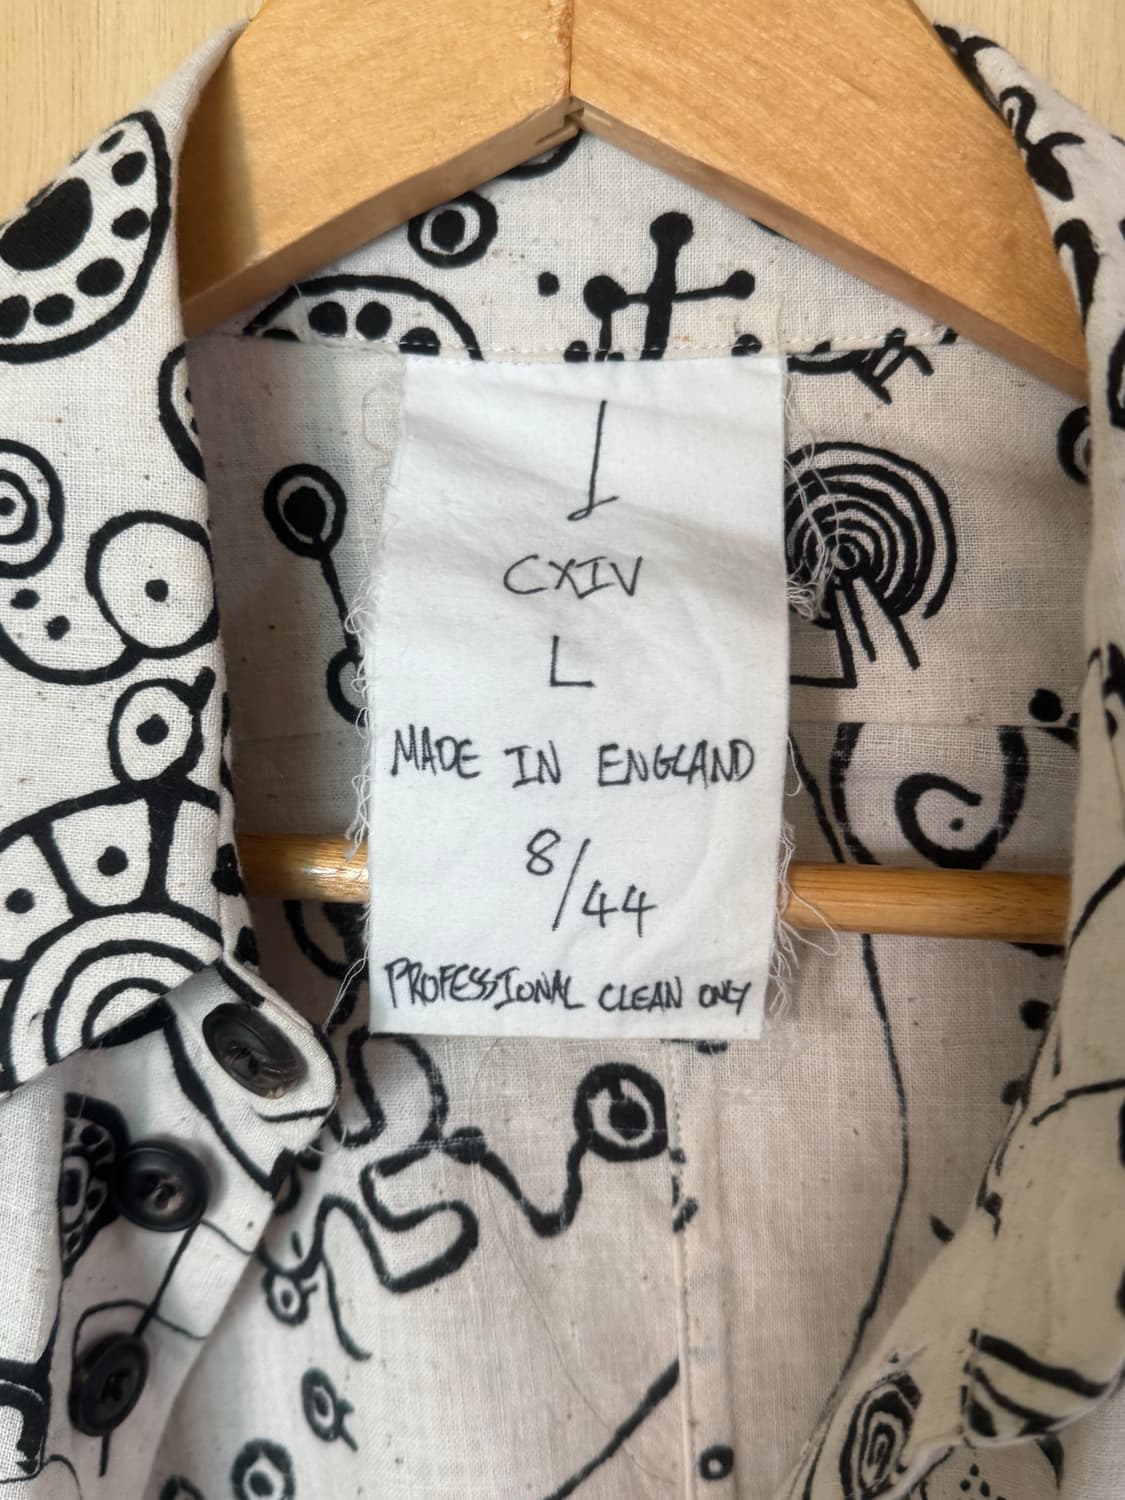 CXIV
L
MADE IN ENGLAND
8/44
PROFESSIONAL CLEAN ONLY